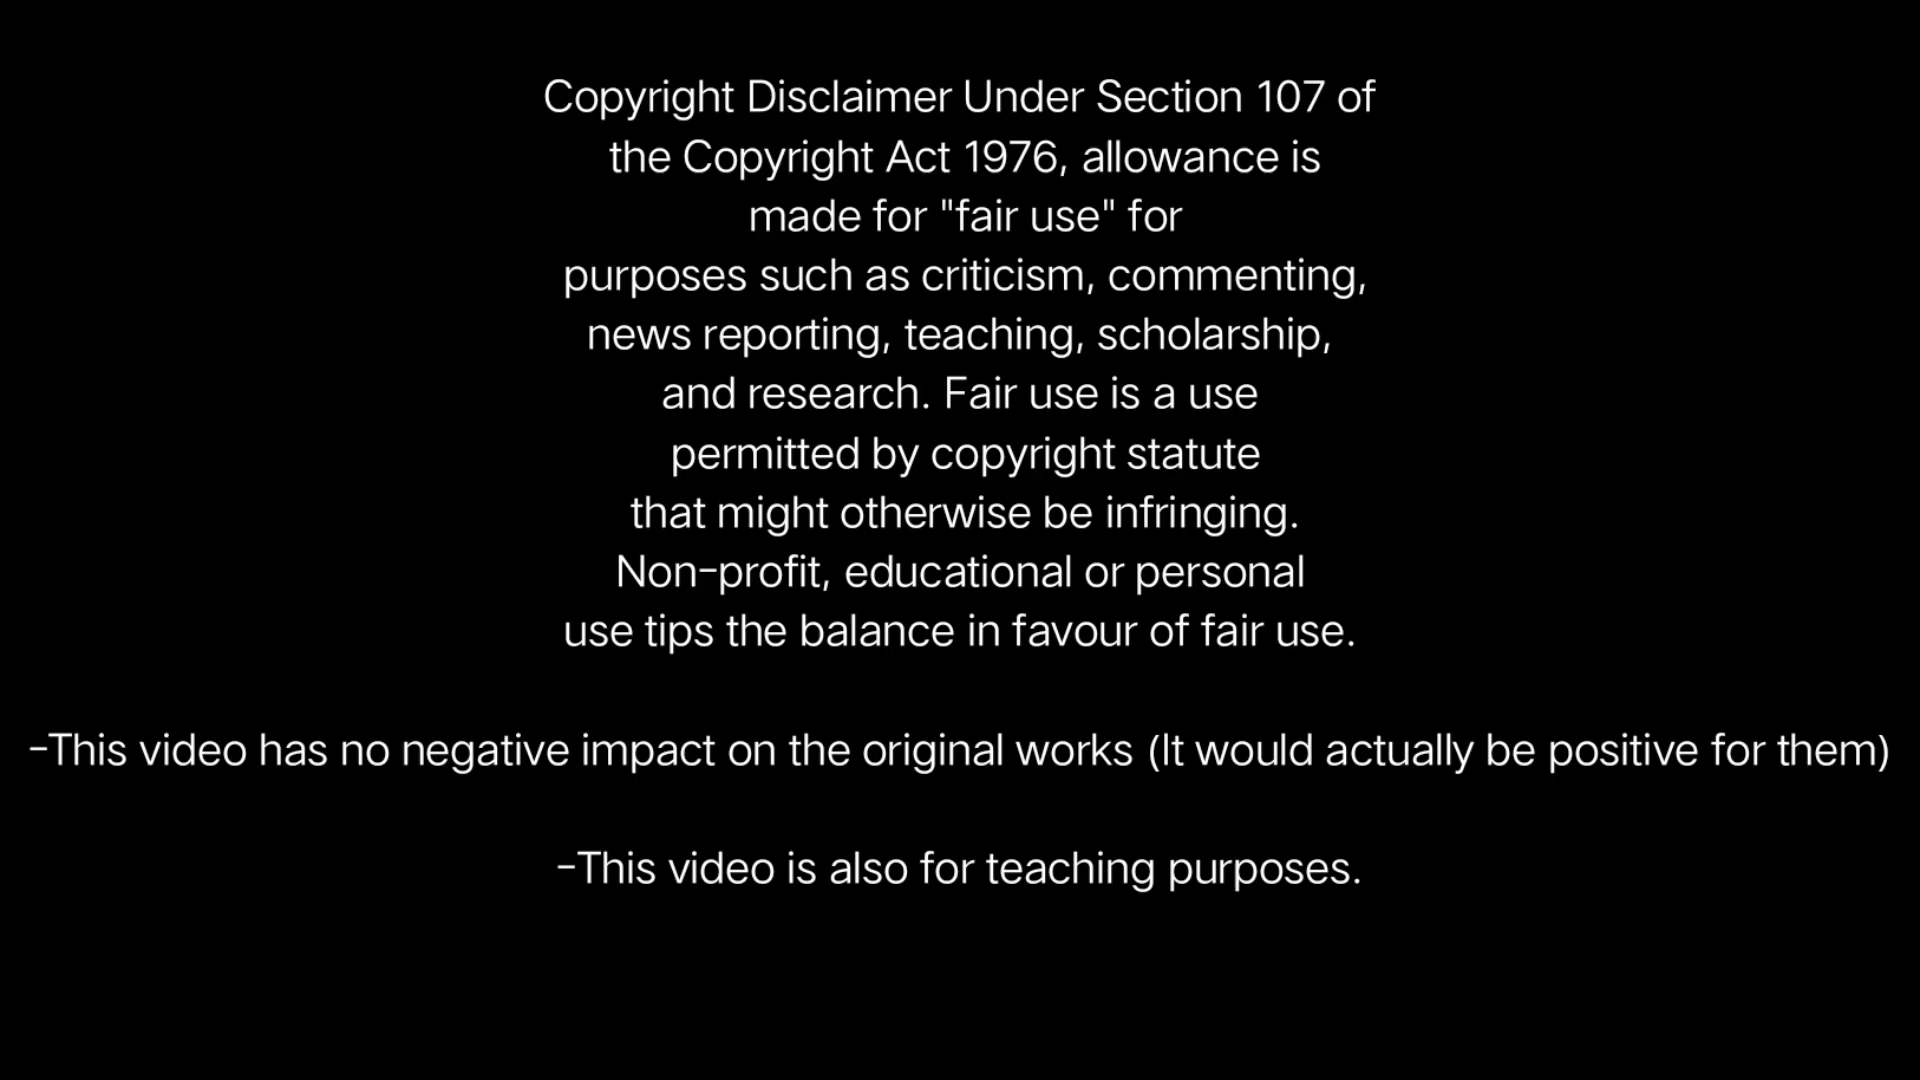 Copyright Disclaimer Under Section 107 of
the Copyright Act 1976, allowance is
made for "fair use" for
purposes such as criticism, commenting,
news reporting, teaching, scholarship,
and research. Fair use is a use
permitted by copyright statute
that might otherwise be infringing.
Non-profit, educational or personal
use tips the balance in favour of fair use.
-This video has no negative impact on the original works (It would actually be positive for them)
-This video is also for teaching purposes.